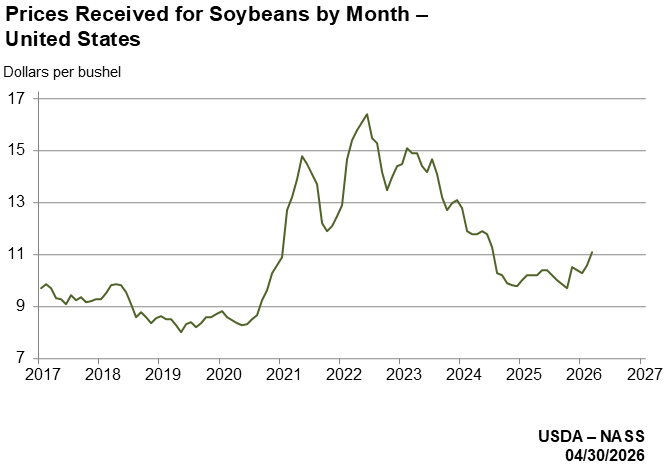 Prices Received for Soybeans by Month –
United States
Dollars per bushel
17
15
13
11
9
7
2017 2018 2019 2020 2021 2022 2023 2024 2025 2026 2027
USDA – NASS
04/30/2026